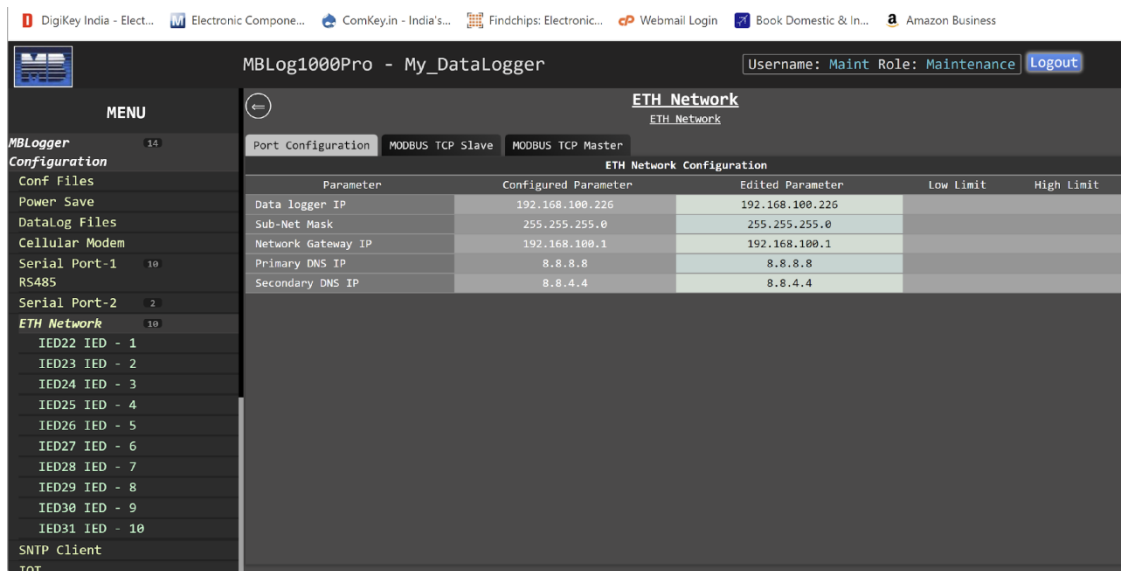 DigiKey India - Elect... Electronic Compone... ComKey.in - India's... Findchips: Electronic... Webmail Login Book Domestic & In... Amazon Business
MB
MBLog1000Pro - My_DataLogger
Username: Maint Role: Maintenance Logout
MENU
MBLogger Configuration 14
Conf Files
Power Save
DataLog Files
Cellular Modem
Serial Port-1 RS485 10
Serial Port-2 2
ETH Network 10
IED22 IED - 1
IED23 IED - 2
IED24 IED - 3
IED25 IED - 4
IED26 IED - 5
IED27 IED - 6
IED28 IED - 7
IED29 IED - 8
IED30 IED - 9
IED31 IED - 10
SNTP Client
IOT
ETH Network
ETH Network
Port Configuration MODBUS TCP Slave MODBUS TCP Master
ETH Network Configuration
Parameter Configured Parameter Edited Parameter Low Limit High Limit
Data logger IP 192.168.100.226 192.168.100.226
Sub-Net Mask 255.255.255.0 255.255.255.0
Network Gateway IP 192.168.100.1 192.168.100.1
Primary DNS IP 8.8.8.8 8.8.8.8
Secondary DNS IP 8.8.4.4 8.8.4.4